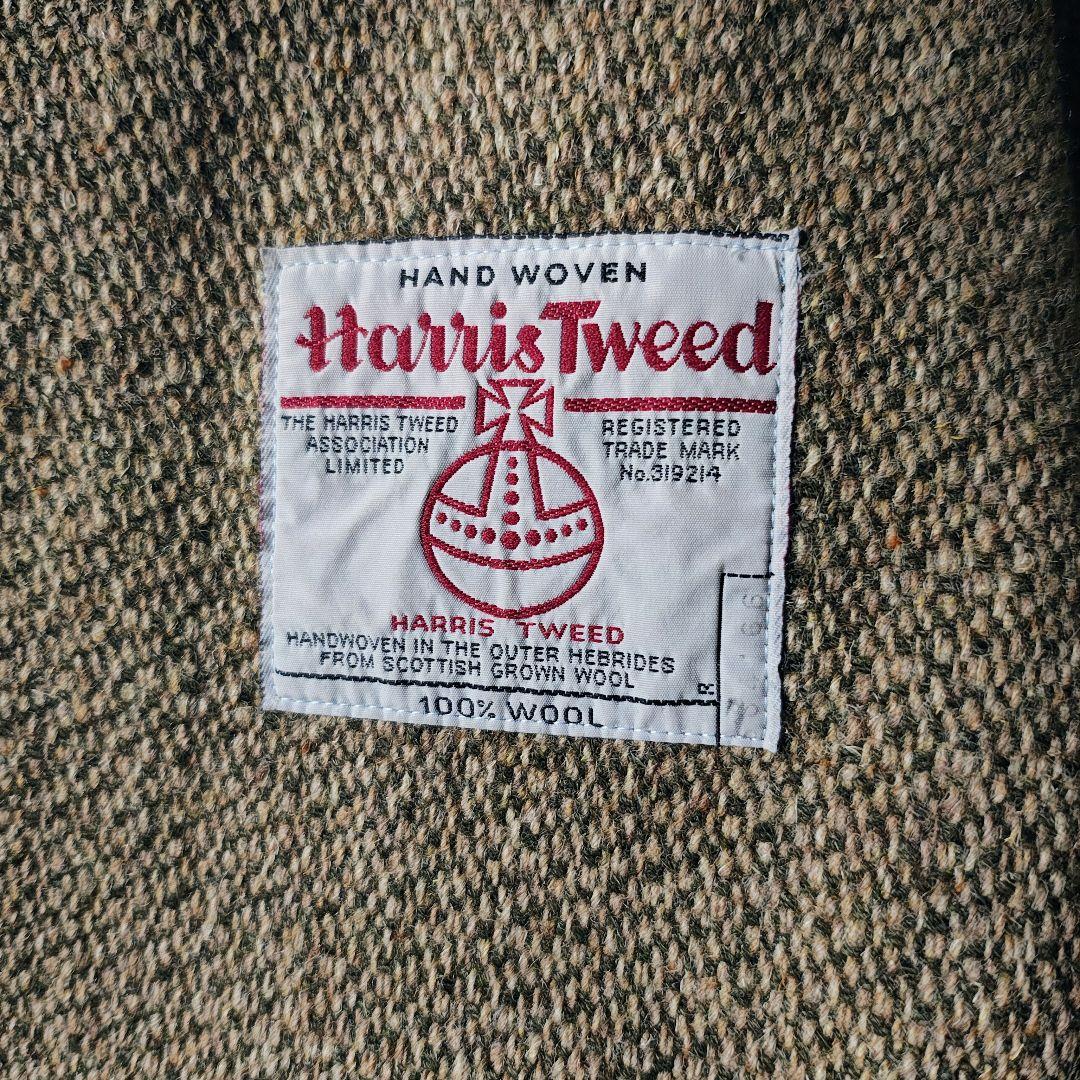 HAND WOVEN
Harris Tweed
THE HARRIS TWEED
ASSOCIATION
LIMITED
REGISTERED
TRADE MARK
No.319214
HARRIS TWEED
HANDWOVEN IN THE OUTER HEBRIDES
FROM SCOTTISH GROWN WOOL
R
100% WOOL